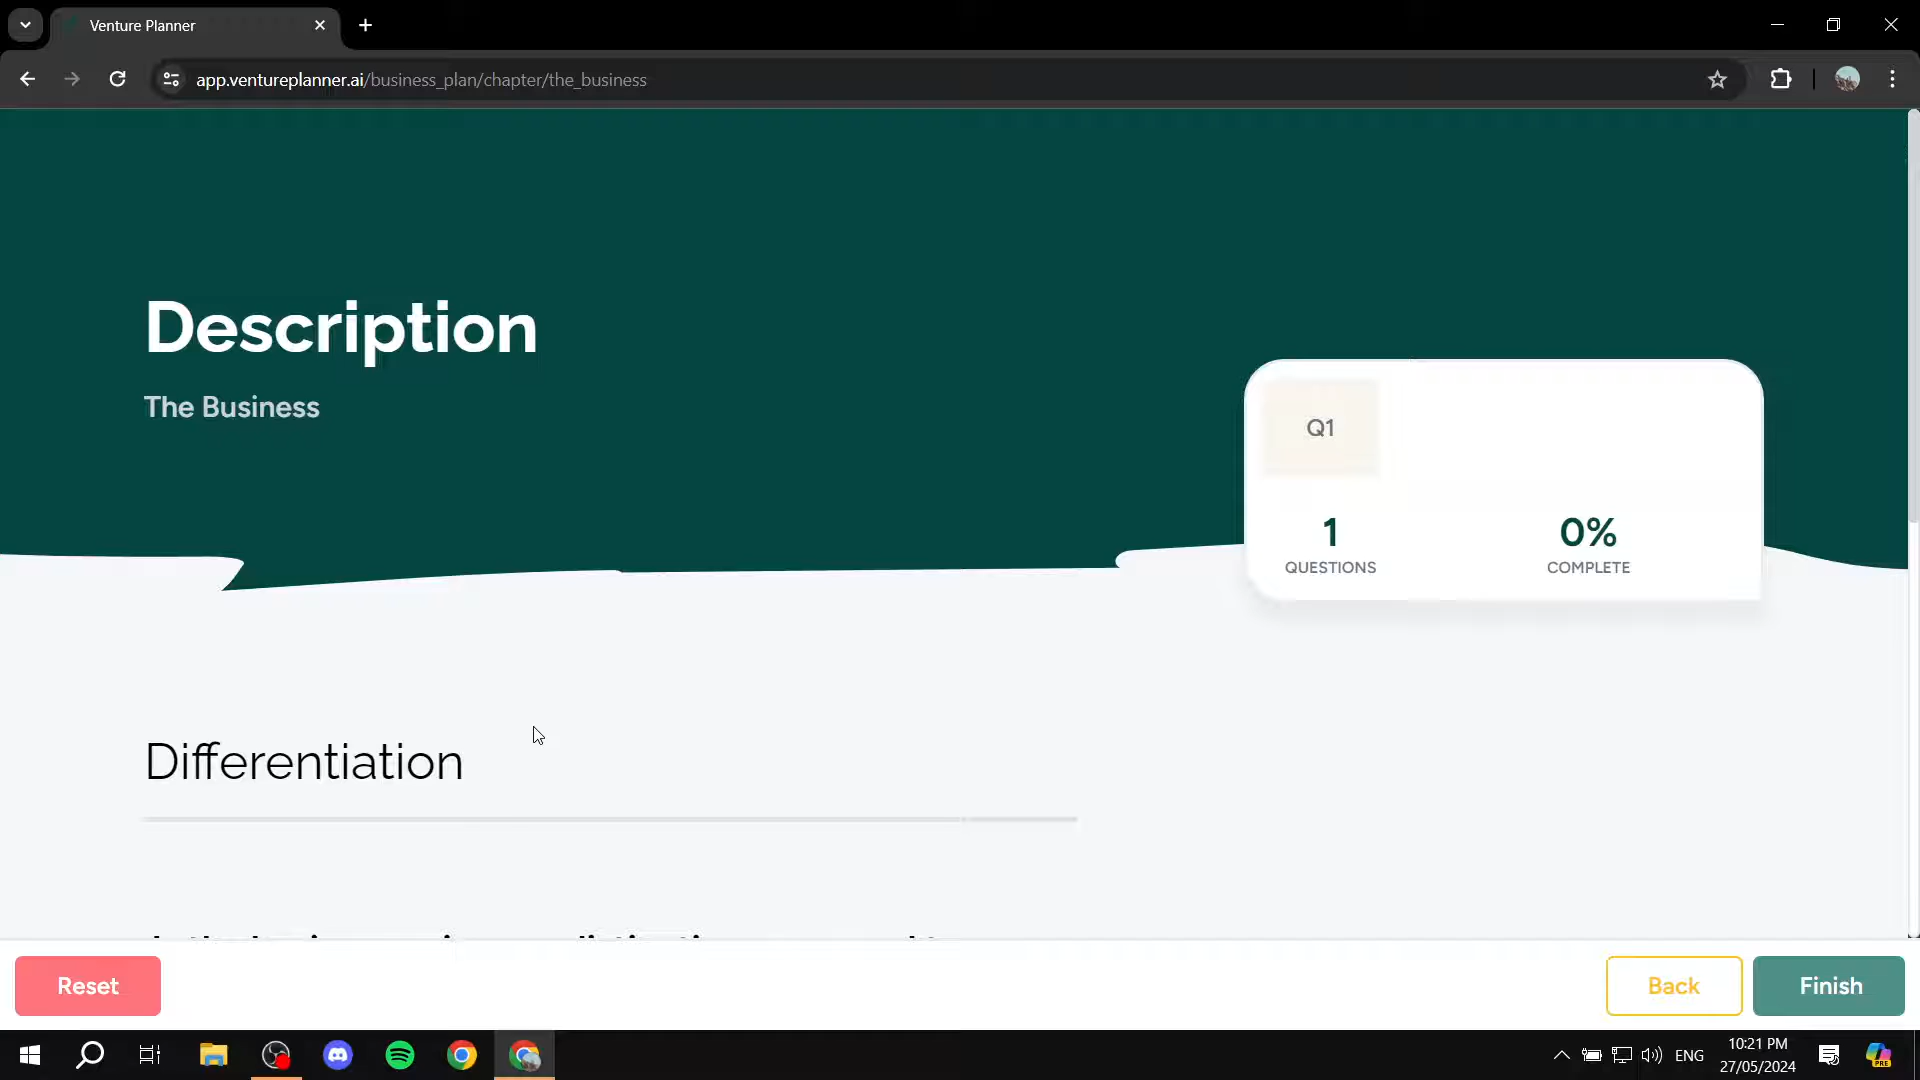 Venture Planner
app.ventureplanner.ai/business_plan/chapter/the_business
Description
The Business
Q1
1
QUESTIONS
0%
COMPLETE
Differentiation
Reset
Back
Finish
ENG
10:21 PM
27/05/2024
PRE